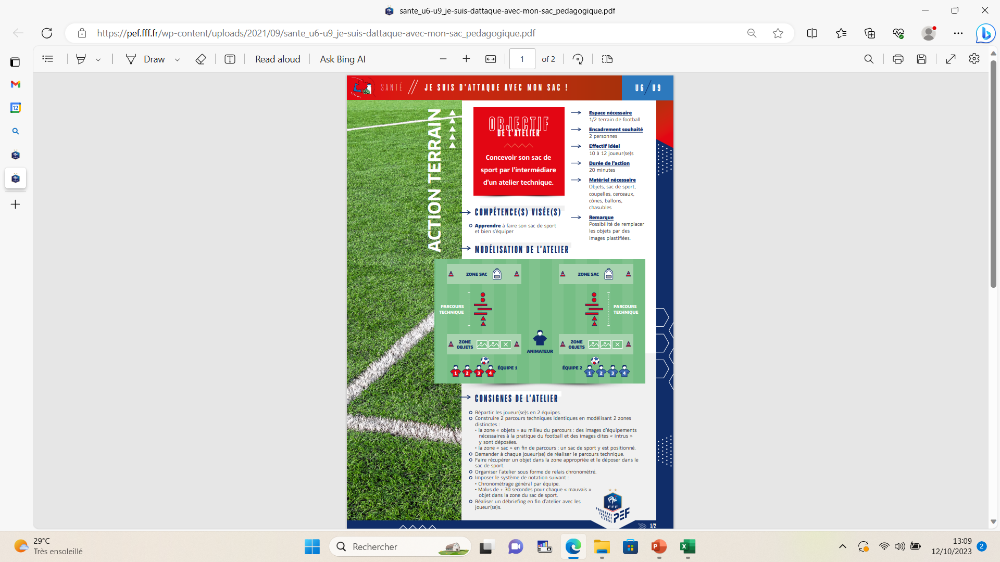 sante_u6-u9_je-suis-dattaque-avec-mon-sac_pedagogique.pdf
https://pef.fff.fr/wp-content/uploads/2021/09/sante_u6-u9_je-suis-dattaque-avec-mon-sac_pedagogique.pdf
Draw
Read aloud
Ask Bing AI
1
of 2
12
SANTÉ // JE SUIS D'ATTAQUE AVEC MON SAC !
U6/U9
ACTION TERRAIN
OBJECTIF
DE L'ATELIER
Concevoir son sac de
sport par l'intermédiare
d'un atelier technique.
Espace nécessaire
1/2 terrain de football
Encadrement souhaité
2 personnes
Effectif idéal
10 à 12 joueur(se)s
Durée de l'action
20 minutes
Matériel nécessaire
Objets, sac de sport,
coupelles, cerceaux,
cônes, ballons,
chasubles
Remarque
Possibilité de remplacer
les objets par des
images plastifiées.
COMPÉTENCE(S) VISÉE(S)
Apprendre à faire son sac de sport
et bien s'équiper
MODÉLISATION DE L'ATELIER
ZONE SAC
ZONE SAC
PARCOURS
TECHNIQUE
PARCOURS
TECHNIQUE
ZONE
OBJETS
ANIMATEUR
ZONE
OBJETS
1 2 3 4 ÉQUIPE 1
ÉQUIPE 2 1 2 3 4
CONSIGNES DE L'ATELIER
Répartir les joueur(se)s en 2 équipes.
Construire 2 parcours techniques identiques en modélisant 2 zones
distinctes :
• la zone « objets » au milieu du parcours : des images d'équipements
nécessaires à la pratique du football et des images dites « intrus »
y sont déposées.
• la zone « sac » en fin de parcours : un sac de sport y est positionné.
Demander à chaque joueur(se) de réaliser le parcours technique.
Faire récupérer un objet dans la zone appropriée et le déposer dans le
sac de sport.
Organiser l'atelier sous forme de relais chronométré.
Imposer le système de notation suivant :
• Chronométrage général par équipe.
• Malus de + 30 secondes pour chaque « mauvais »
objet dans la zone du sac de sport.
Réaliser un débriefing en fin d'atelier avec les
joueur(se)s.
FFF
PROGRAMME
ÉDUCATIF
FÉDÉRAL
PEF
1/2
29°C
Très ensoleillé
Rechercher
13:09
12/10/2023
2